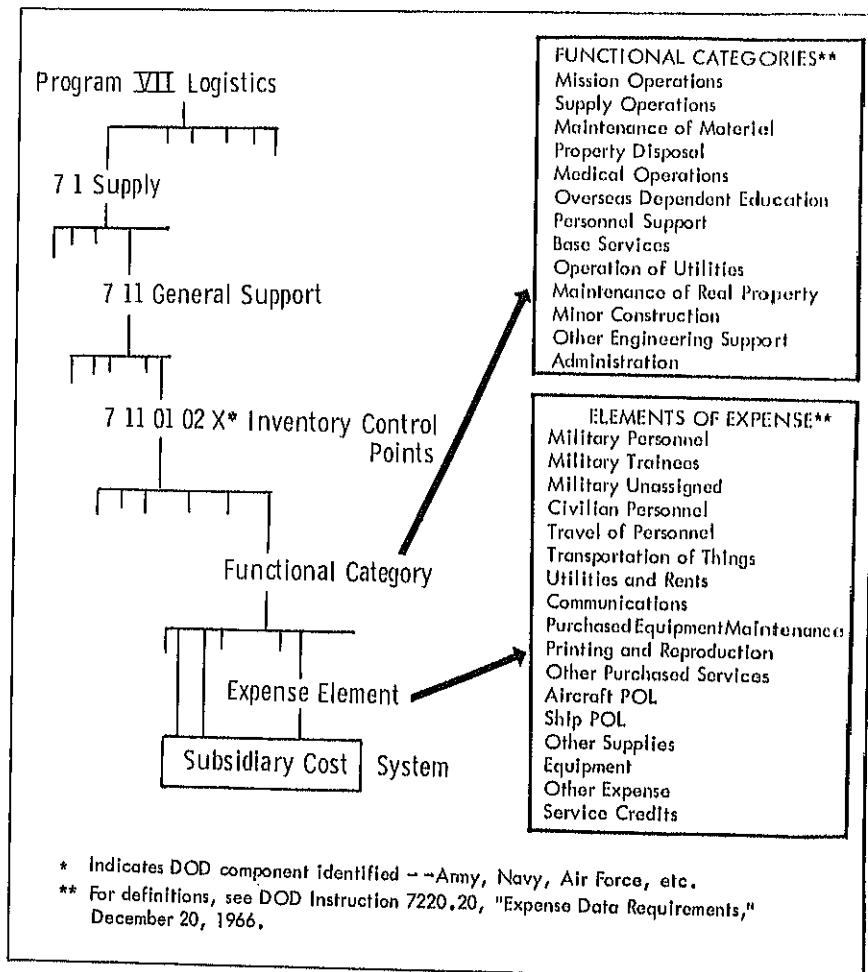 Program VII Logistics
7 1 Supply
7 11 General Support
7 11 01 02 X* Inventory Control
Points
Functional Category
Expense Element
Subsidiary Cost System
FUNCTIONAL CATEGORIES**
Mission Operations
Supply Operations
Maintenance of Material
Property Disposal
Medical Operations
Overseas Dependent Education
Personnel Support
Base Services
Operation of Utilities
Maintenance of Real Property
Minor Construction
Other Engineering Support
Administration
ELEMENTS OF EXPENSE**
Military Personnel
Military Trainees
Military Unassigned
Civilian Personnel
Travel of Personnel
Transportation of Things
Utilities and Rents
Communications
Purchased Equipment Maintenance
Printing and Reproduction
Other Purchased Services
Aircraft POL
Ship POL
Other Supplies
Equipment
Other Expense
Service Credits
* Indicates DOD component identified --Army, Navy, Air Force, etc.
** For definitions, see DOD Instruction 7220.20, "Expense Data Requirements,"
December 20, 1966.